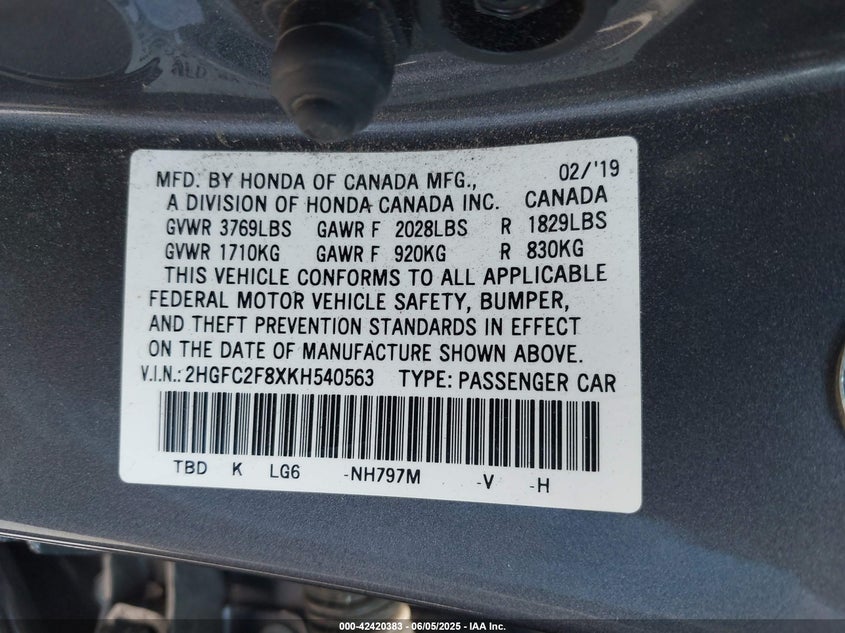 MFD. BY HONDA OF CANADA MFG., 02/'19
A DIVISION OF HONDA CANADA INC. CANADA
GVWR 3769LBS GAWR F 2028LBS R 1829LBS
GVWR 1710KG GAWR F 920KG R 830KG
THIS VEHICLE CONFORMS TO ALL APPLICABLE
FEDERAL MOTOR VEHICLE SAFETY, BUMPER,
AND THEFT PREVENTION STANDARDS IN EFFECT
ON THE DATE OF MANUFACTURE SHOWN ABOVE.
V.I.N.: 2HGFC2F8XKH540563 TYPE: PASSENGER CAR
TBD K LG6 -NH797M -V -H
000-42420383 - 06/05/2025 - IAA Inc.